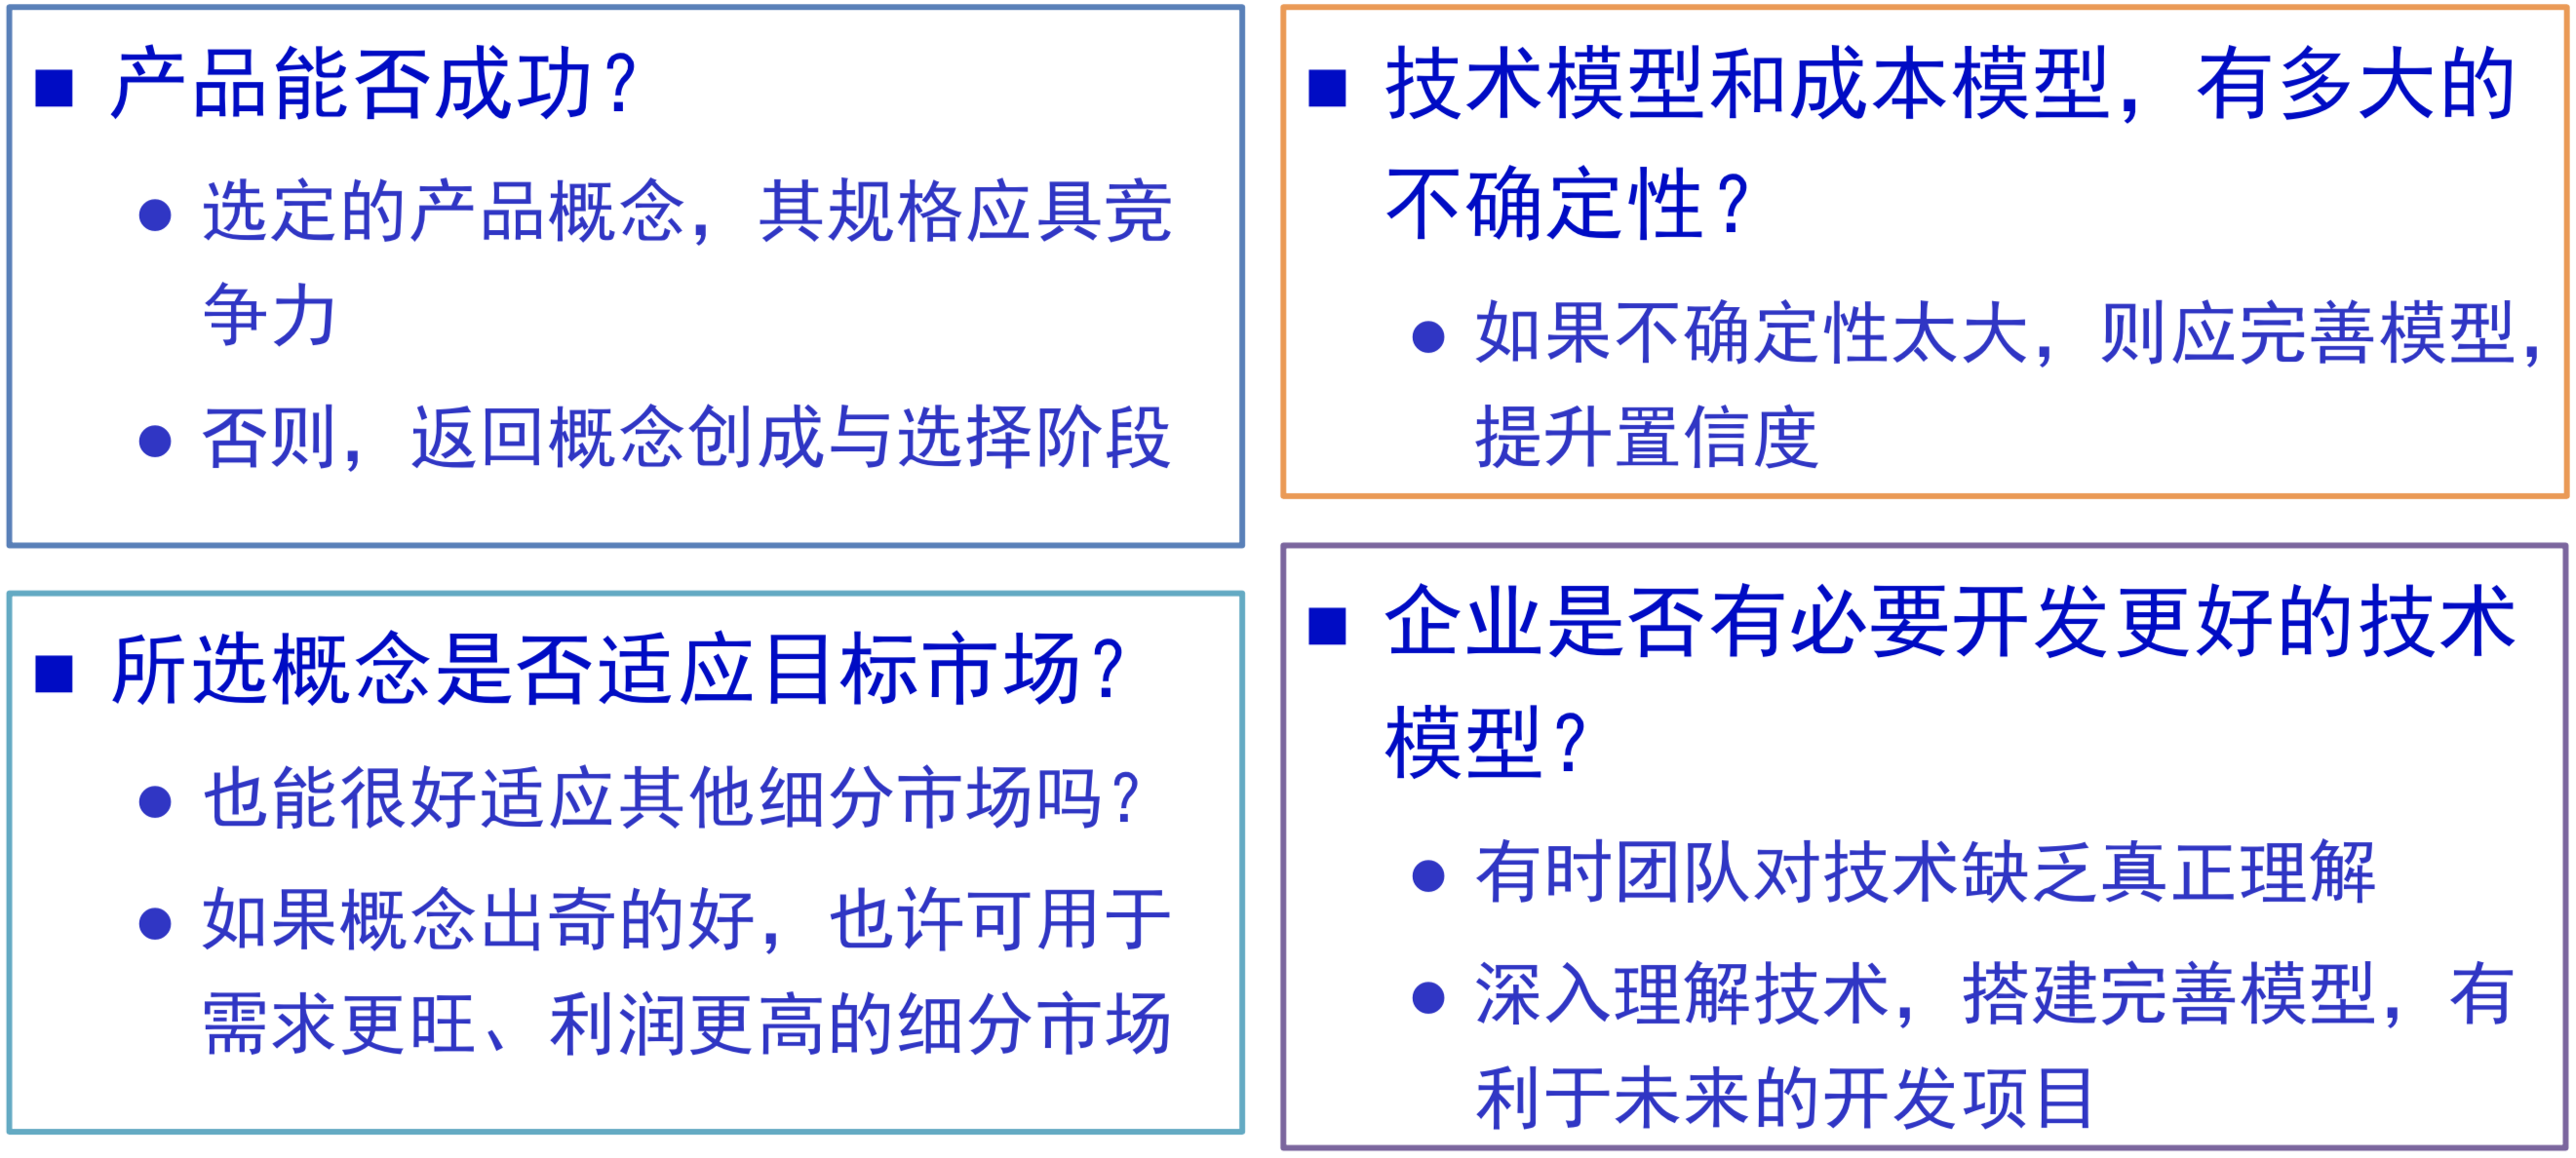 ■ 产品能否成功？
● 选定的产品概念，其规格应具竞
争力
● 否则，返回概念创成与选择阶段
■ 所选概念是否适应目标市场？
● 也能很好适应其他细分市场吗？
● 如果概念出奇的好，也许可用于
需求更旺、利润更高的细分市场
■ 技术模型和成本模型，有多大的
不确定性？
● 如果不确定性太大，则应完善模型，
提升置信度
■ 企业是否有必要开发更好的技术
模型？
● 有时团队对技术缺乏真正理解
● 深入理解技术，搭建完善模型，有
利于未来的开发项目